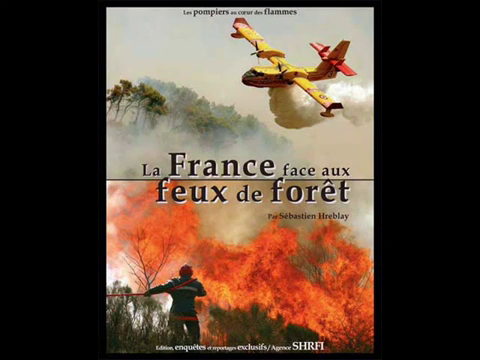 Les pompiers au cœur des flammes
La France face aux
feux de forêt
Par Sébastien Hreblay
Edition, enquêtes et reportages exclusifs / Agence SHRFI